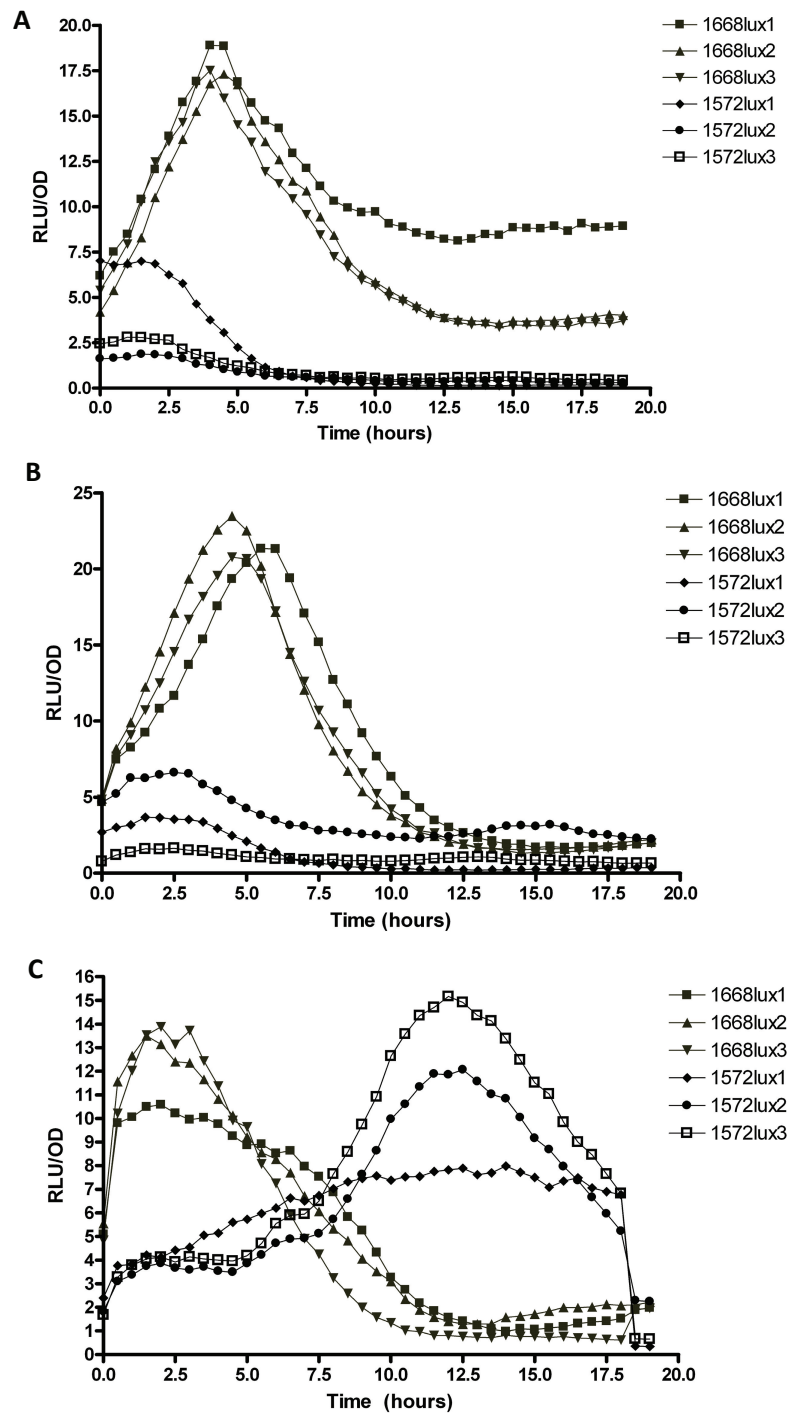 A
20.0
17.5
15.0
12.5
10.0
7.5
5.0
2.5
0.0
RLU/OD
0.0 2.5 5.0 7.5 10.0 12.5 15.0 17.5 20.0
Time (hours)
1668lux1
1668lux2
1668lux3
1572lux1
1572lux2
1572lux3
B
25
20
15
10
5
0
RLU/OD
0.0 2.5 5.0 7.5 10.0 12.5 15.0 17.5 20.0
Time (hours)
1668lux1
1668lux2
1668lux3
1572lux1
1572lux2
1572lux3
C
16
15
14
13
12
11
10
9
8
7
6
5
4
3
2
1
0
RLU/OD
0.0 2.5 5.0 7.5 10.0 12.5 15.0 17.5 20.0
Time (hours)
1668lux1
1668lux2
1668lux3
1572lux1
1572lux2
1572lux3